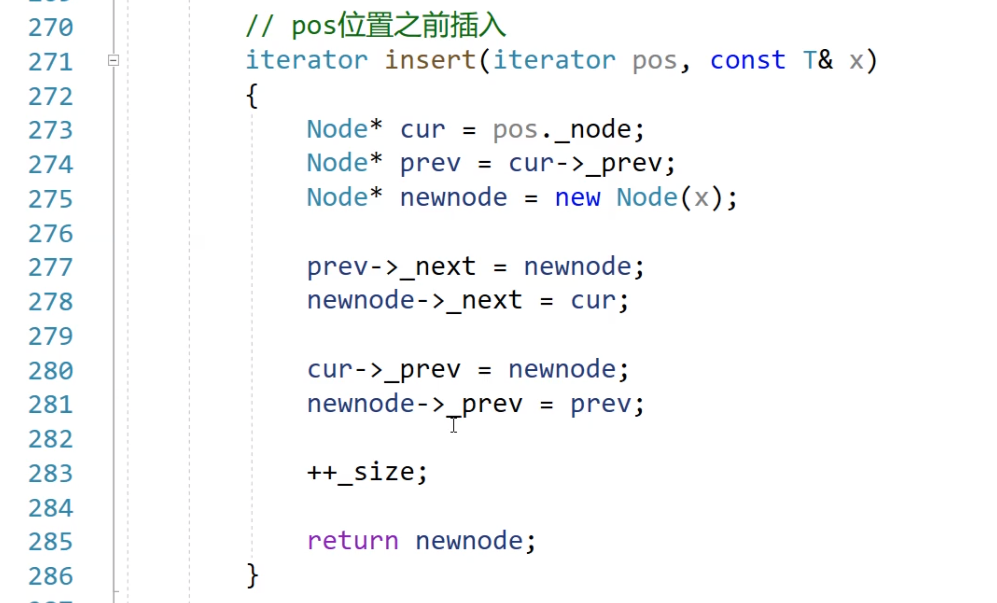 270 // pos位置之前插入
271 iterator insert(iterator pos, const T& x)
272 {
273 Node* cur = pos._node;
274 Node* prev = cur->_prev;
275 Node* newnode = new Node(x);
276
277 prev->_next = newnode;
278 newnode->_next = cur;
279
280 cur->_prev = newnode;
281 newnode->_prev = prev;
282
283 ++_size;
284
285 return newnode;
286 }